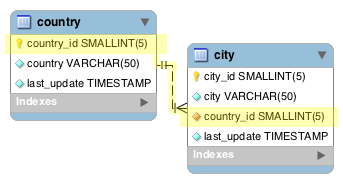 country
country_id SMALLINT(5)
country VARCHAR(50)
last_update TIMESTAMP
Indexes
city
city_id SMALLINT(5)
city VARCHAR(50)
country_id SMALLINT(5)
last_update TIMESTAMP
Indexes